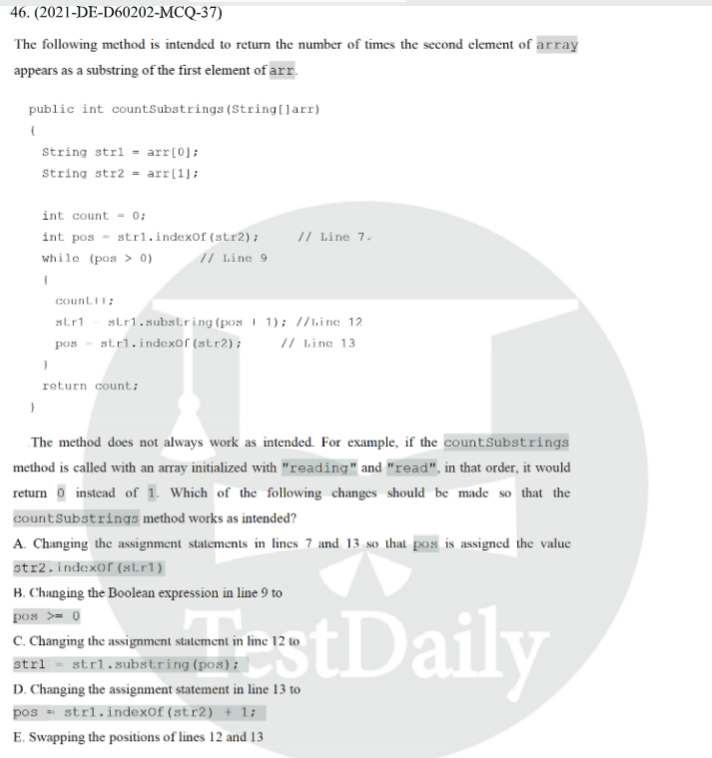 46. (2021-DE-D60202-MCQ-37)
The following method is intended to return the number of times the second element of array
appears as a substring of the first element of arr.
public int countSubstrings(String[]arr)
{
String str1 = arr[0];
String str2 = arr[1];
int count = 0;
int pos = str1.indexOf(str2); // Line 7.
while (pos > 0) // Line 9
{
count++;
str1 = str1.substring(pos + 1); //Line 12
pos = str1.indexOf(str2); // Line 13
}
return count;
}
The method does not always work as intended. For example, if the countSubstrings
method is called with an array initialized with "reading" and "read", in that order, it would
return 0 instead of 1. Which of the following changes should be made so that the
countSubstrings method works as intended?
A. Changing the assignment statements in lines 7 and 13 so that pos is assigned the value
str2.indexOf(str1)
B. Changing the Boolean expression in line 9 to
pos >= 0
C. Changing the assignment statement in line 12 to
str1 = str1.substring(pos);
D. Changing the assignment statement in line 13 to
pos = str1.indexOf(str2) + 1;
E. Swapping the positions of lines 12 and 13
TestDaily